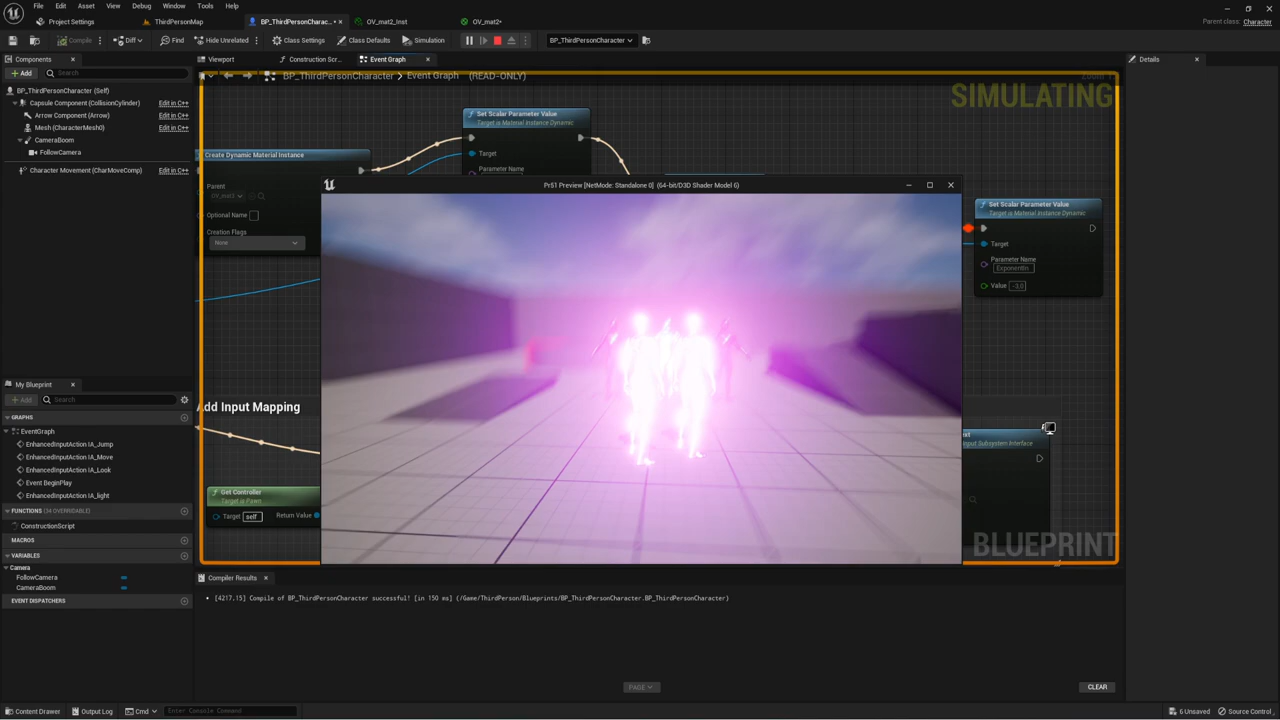 File Edit Asset View Debug Window Tools Help
Parent class: Character
Project Settings ThirdPersonMap BP_ThirdPersonCharac... OV_mat2_Inst OV_mat2*
Compile Diff Find Hide Unrelated Class Settings Class Defaults Simulation BP_ThirdPersonCharacter
Components
Viewport Construction Scr... Event Graph
Details
Add Search
BP_ThirdPersonCharacter > Event Graph (READ-ONLY)
SIMULATING
BP_ThirdPersonCharacter (Self)
Capsule Component (CollisionCylinder) Edit in C++
Arrow Component (Arrow) Edit in C++
Mesh (CharacterMesh0) Edit in C++
CameraBoom
FollowCamera
Character Movement (CharMoveComp) Edit in C++
Set Scalar Parameter Value
Target is Material Instance Dynamic
Target
Parameter Name
Create Dynamic Material Instance
Parent
Optional Name
Creation Flags
None
Pr51 Preview [NetMode: Standalone 0] (64-bit/D3D Shader Model 6)
Set Scalar Parameter Value
Target is Material Instance Dynamic
Target
Parameter Name
ExponentIn
Value -3.0
My Blueprint
Add Search
GRAPHS
EventGraph
EnhancedInputAction IA_Jump
EnhancedInputAction IA_Move
EnhancedInputAction IA_Look
Event BeginPlay
EnhancedInputAction IA_light
FUNCTIONS (34 OVERRIDABLE)
ConstructionScript
MACROS
VARIABLES
Camera
FollowCamera
CameraBoom
EVENT DISPATCHERS
Add Input Mapping
Get Controller
Target is Pawn
Target self Return Value
Input Subsystem Interface
BLUEPRINT
Compiler Results
[4217.15] Compile of BP_ThirdPersonCharacter successful! [in 150 ms] (/Game/ThirdPerson/Blueprints/BP_ThirdPersonCharacter.BP_ThirdPersonCharacter)
PAGE
CLEAR
Content Drawer Output Log Cmd Enter Console Command
6 Unsaved Source Control